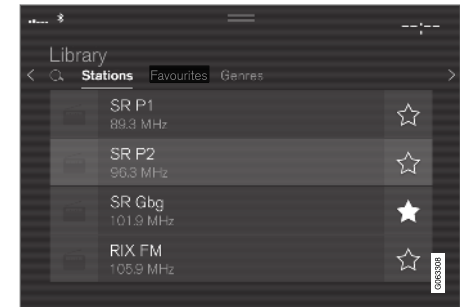 --:--
Library
Stations Favourites Genres
SR P1
89.3 MHz
SR P2
96.3 MHz
SR Gbg
101.9 MHz
RIX FM
105.9 MHz
G063308